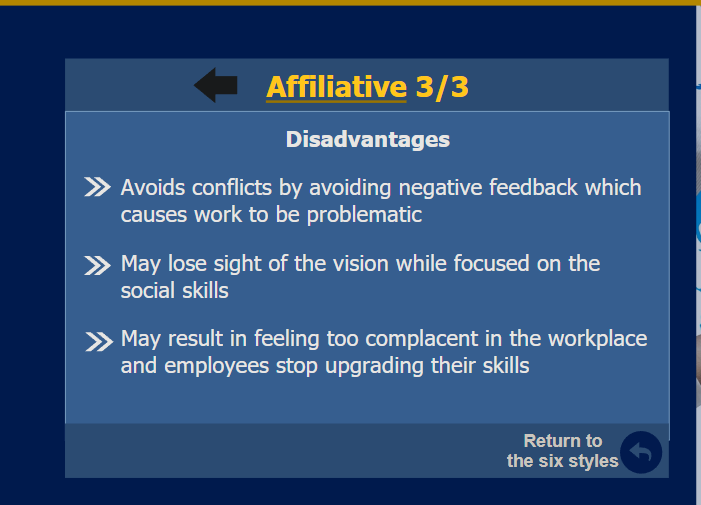 Affiliative 3/3
Disadvantages
Avoids conflicts by avoiding negative feedback which
causes work to be problematic
May lose sight of the vision while focused on the
social skills
May result in feeling too complacent in the workplace
and employees stop upgrading their skills
Return to
the six styles